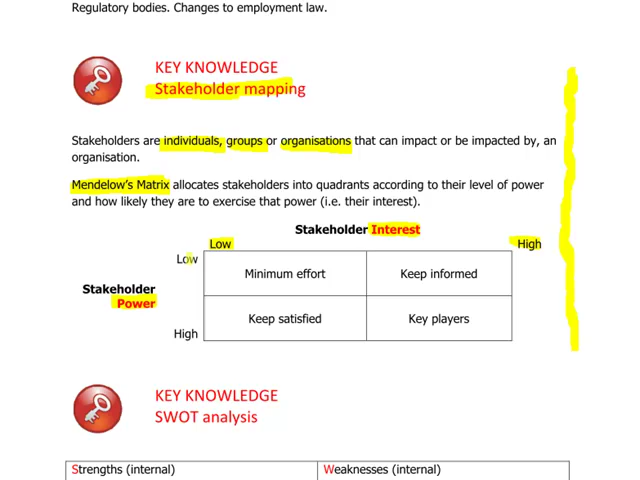 Regulatory bodies. Changes to employment law.
KEY KNOWLEDGE
Stakeholder mapping
Stakeholders are individuals, groups or organisations that can impact or be impacted by, an
organisation.
Mendelow's Matrix allocates stakeholders into quadrants according to their level of power
and how likely they are to exercise that power (i.e. their interest).
Stakeholder Interest
Low High
Low
Minimum effort Keep informed
Stakeholder
Power
Keep satisfied Key players
High
KEY KNOWLEDGE
SWOT analysis
Strengths (internal) Weaknesses (internal)